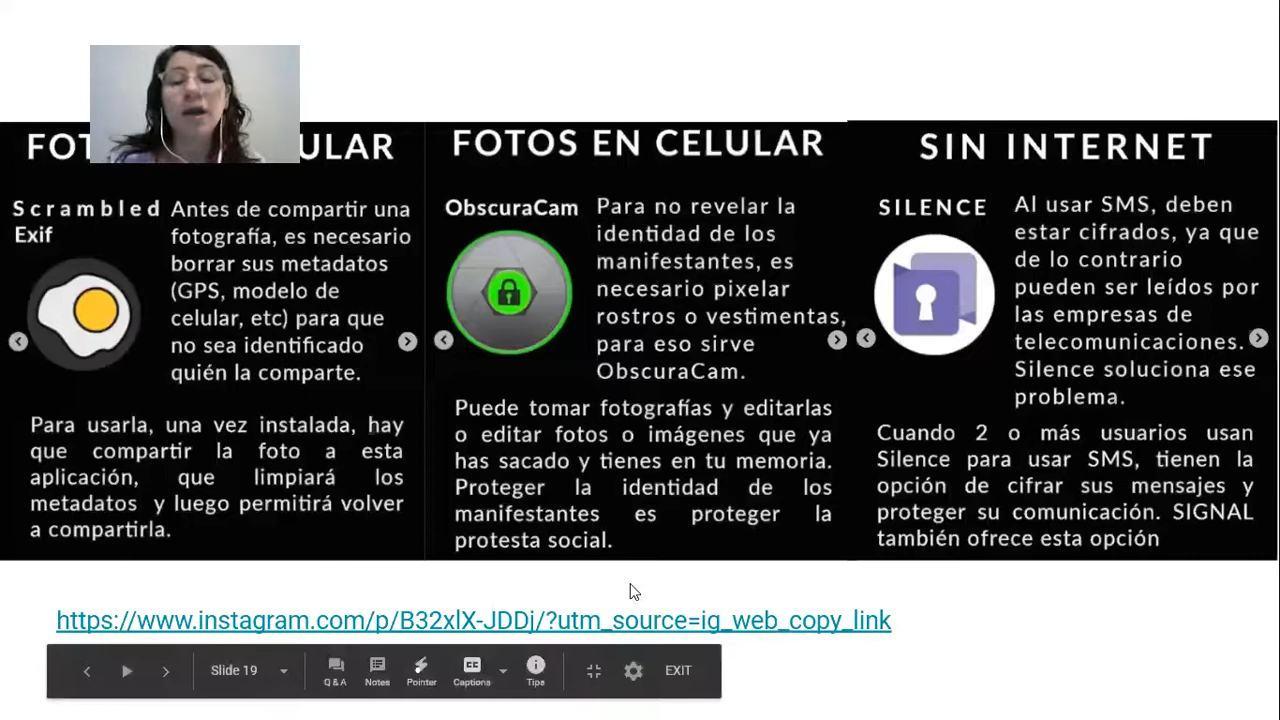 FOT ULAR
Scrambled
Exif
Antes de compartir una
fotografía, es necesario
borrar sus metadatos
(GPS, modelo de
celular, etc) para que
no sea identificado
quién la comparte.
Para usarla, una vez instalada, hay
que compartir la foto a esta
aplicación, que limpiará los
metadatos y luego permitirá volver
a compartirla.
FOTOS EN CELULAR
ObscuraCam
Para no revelar la
identidad de los
manifestantes, es
necesario pixelar
rostros o vestimentas,
para eso sirve
ObscuraCam.
Puede tomar fotografías y editarlas
o editar fotos o imágenes que ya
has sacado y tienes en tu memoria.
Proteger la identidad de los
manifestantes es proteger la
protesta social.
SIN INTERNET
SILENCE
Al usar SMS, deben
estar cifrados, ya que
de lo contrario
pueden ser leídos por
las empresas de
telecomunicaciones.
Silence soluciona ese
problema.
Cuando 2 o más usuarios usan
Silence para usar SMS, tienen la
opción de cifrar sus mensajes y
proteger su comunicación. SIGNAL
también ofrece esta opción
https://www.instagram.com/p/B32xlX-JDDj/?utm_source=ig_web_copy_link
Slide 19
Q & A
Notes
Pointer
CC
Captions
Tips
EXIT